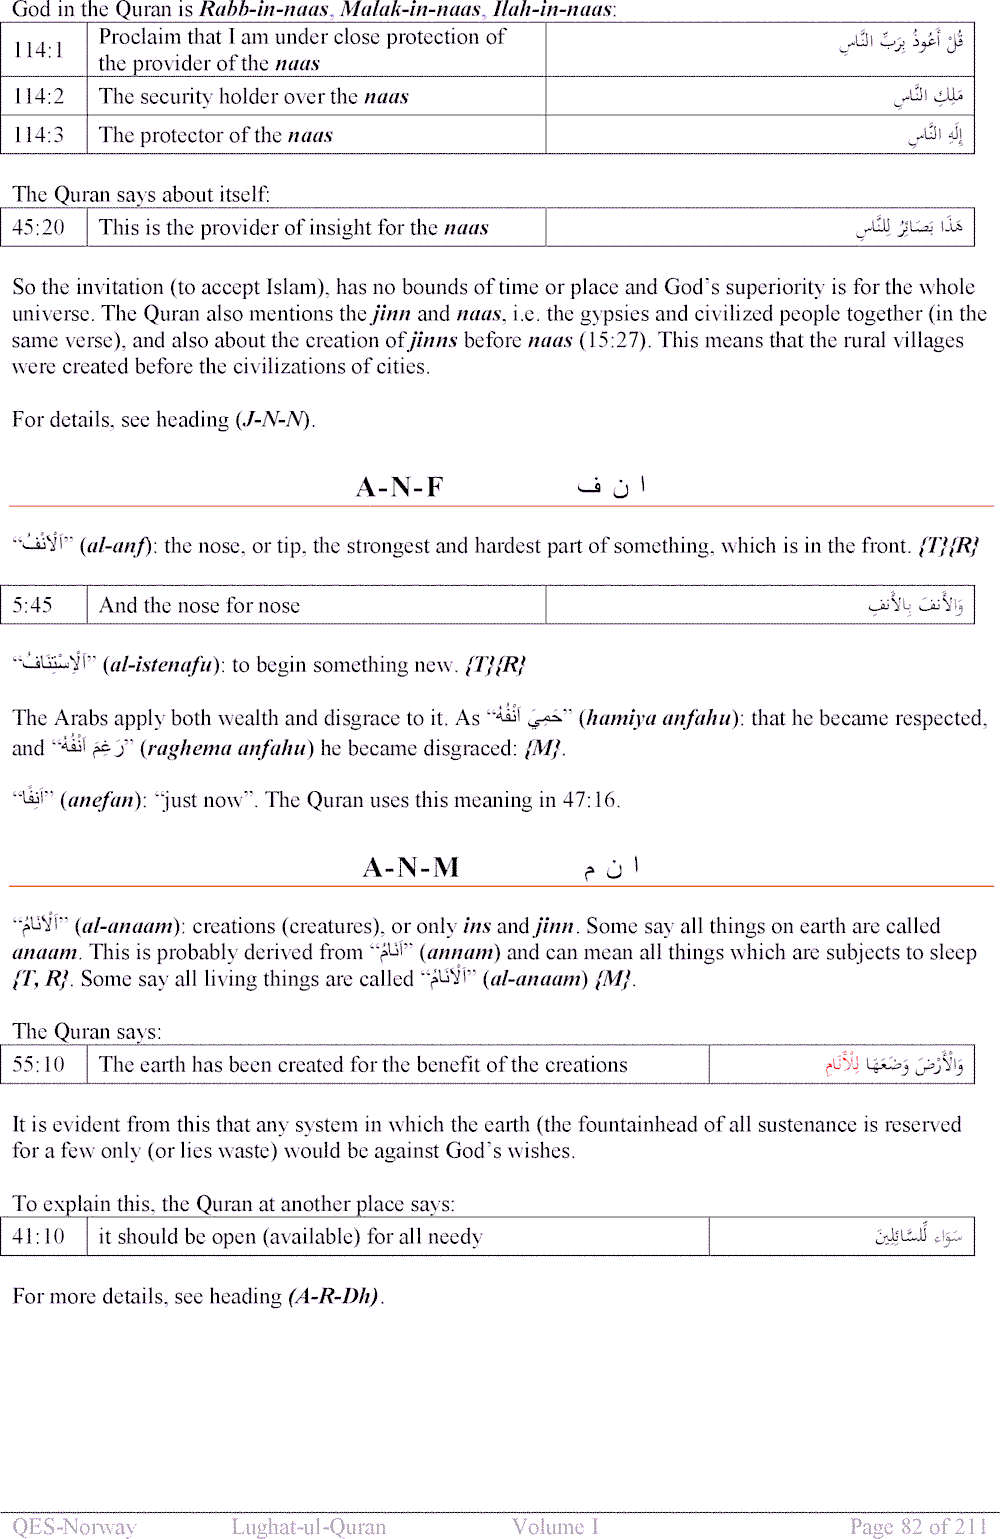 God in the Quran is Rabb-in-naas, Malak-in-naas, Ilah-in-naas:
114:1 Proclaim that I am under close protection of the provider of the naas قُلْ أَعُوذُ بِرَبِّ النَّاسِ
114:2 The security holder over the naas مَلِكِ النَّاسِ
114:3 The protector of the naas إِلَهِ النَّاسِ
The Quran says about itself:
45:20 This is the provider of insight for the naas هَذَا بَصَائِرُ لِلنَّاسِ
So the invitation (to accept Islam), has no bounds of time or place and God's superiority is for the whole
universe. The Quran also mentions the jinn and naas, i.e. the gypsies and civilized people together (in the
same verse), and also about the creation of jinns before naas (15:27). This means that the rural villages
were created before the civilizations of cities.
For details, see heading (J-N-N).
A-N-F ا ن ف
“اَلْاَنْفُ” (al-anf): the nose, or tip, the strongest and hardest part of something, which is in the front. {T}{R}
5:45 And the nose for nose وَالأَنفَ بِالأَنفِ
“اَلْاِسْتِنَافُ” (al-istenafu): to begin something new. {T}{R}
The Arabs apply both wealth and disgrace to it. As “حَمِيَ اَنْفُهُ” (hamiya anfahu): that he became respected,
and “رَغِمَ اَنْفُهُ” (raghema anfahu) he became disgraced: {M}.
“اَنِفًا” (anefan): “just now”. The Quran uses this meaning in 47:16.
A-N-M ا ن م
“اَلْاَنَامُ” (al-anaam): creations (creatures), or only ins and jinn. Some say all things on earth are called
anaam. This is probably derived from “اَنَامُ” (annam) and can mean all things which are subjects to sleep
{T, R}. Some say all living things are called “اَلْاَنَامُ” (al-anaam) {M}.
The Quran says:
55:10 The earth has been created for the benefit of the creations وَالْأَرْضَ وَضَعَهَا لِلْأَنَامِ
It is evident from this that any system in which the earth (the fountainhead of all sustenance is reserved
for a few only (or lies waste) would be against God's wishes.
To explain this, the Quran at another place says:
41:10 it should be open (available) for all needy سَوَاء لِّلسَّائِلِينَ
For more details, see heading (A-R-Dh).
QES-Norway Lughat-ul-Quran Volume I Page 82 of 211